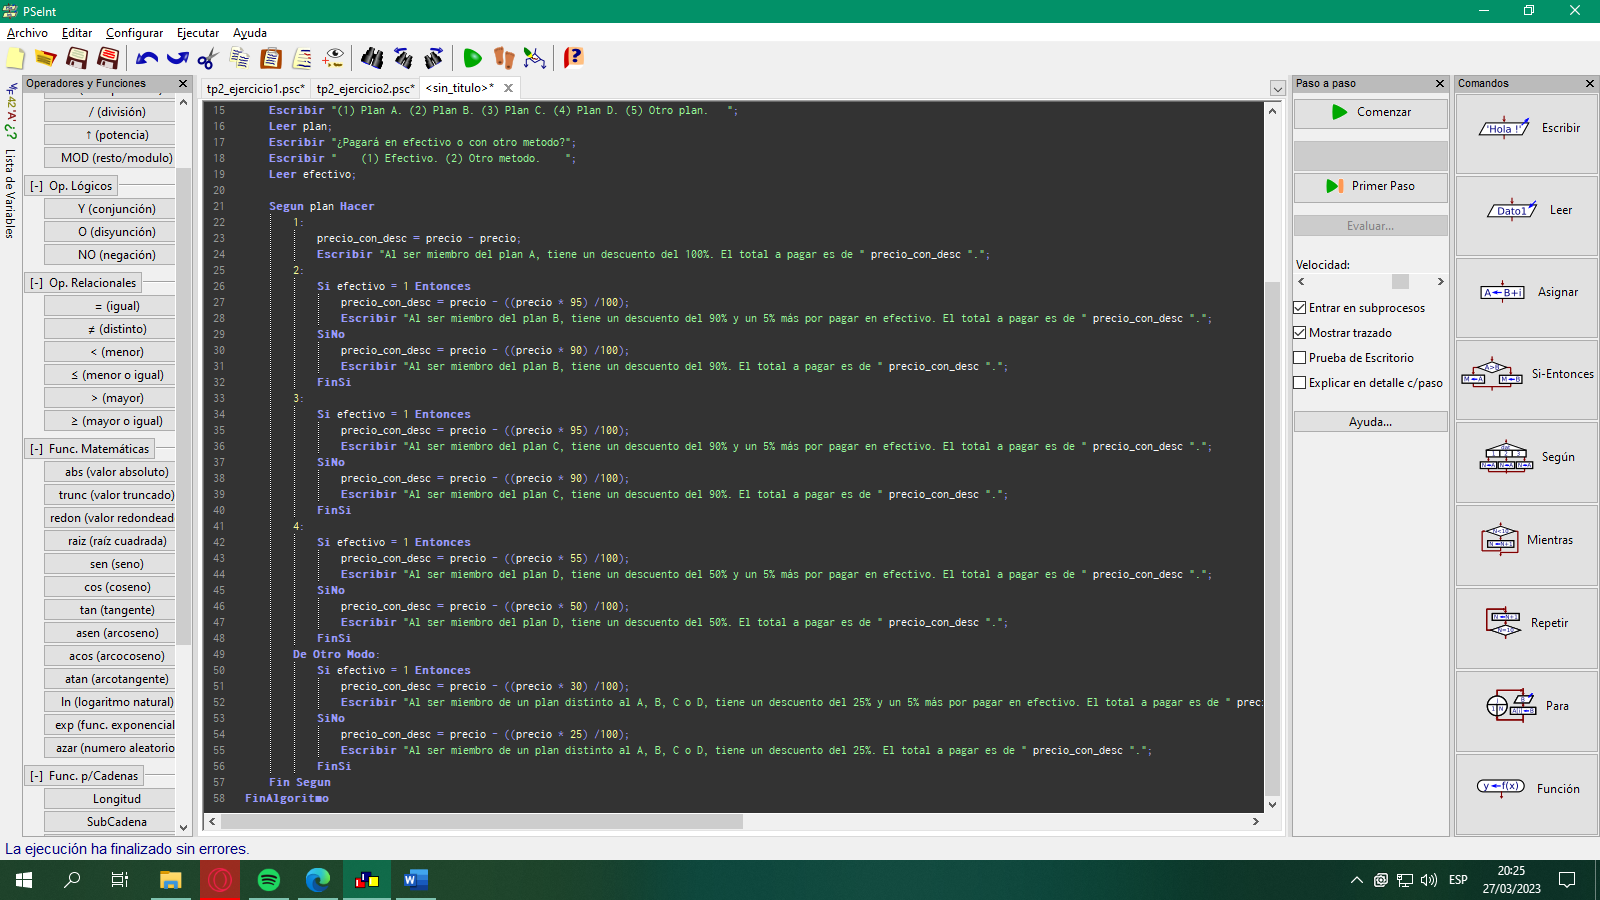 PSeInt
Archivo Editar Configurar Ejecutar Ayuda
Operadores y Funciones
/ (división)
↑ (potencia)
MOD (resto/modulo)
[-] Op. Lógicos
Y (conjunción)
O (disyunción)
NO (negación)
[-] Op. Relacionales
= (igual)
≠ (distinto)
< (menor)
≤ (menor o igual)
> (mayor)
≥ (mayor o igual)
[-] Func. Matemáticas
abs (valor absoluto)
trunc (valor truncado)
redon (valor redondead
raiz (raíz cuadrada)
sen (seno)
cos (coseno)
tan (tangente)
asen (arcoseno)
acos (arcocoseno)
atan (arcotangente)
ln (logaritmo natural)
exp (func. exponencial
azar (numero aleatorio
[-] Func. p/Cadenas
Longitud
SubCadena
Lista de Variables
tp2_ejercicio1.psc* tp2_ejercicio2.psc* <sin_titulo>*
15 Escribir "(1) Plan A. (2) Plan B. (3) Plan C. (4) Plan D. (5) Otro plan.   ";
16 Leer plan;
17 Escribir "¿Pagará en efectivo o con otro metodo?";
18 Escribir "    (1) Efectivo. (2) Otro metodo.    ";
19 Leer efectivo;
20
21 Segun plan Hacer
22 1:
23 precio_con_desc = precio - precio;
24 Escribir "Al ser miembro del plan A, tiene un descuento del 100%. El total a pagar es de " precio_con_desc ".";
25 2:
26 Si efectivo = 1 Entonces
27 precio_con_desc = precio - ((precio * 95) /100);
28 Escribir "Al ser miembro del plan B, tiene un descuento del 90% y un 5% más por pagar en efectivo. El total a pagar es de " precio_con_desc ".";
29 SiNo
30 precio_con_desc = precio - ((precio * 90) /100);
31 Escribir "Al ser miembro del plan B, tiene un descuento del 90%. El total a pagar es de " precio_con_desc ".";
32 FinSi
33 3:
34 Si efectivo = 1 Entonces
35 precio_con_desc = precio - ((precio * 95) /100);
36 Escribir "Al ser miembro del plan C, tiene un descuento del 90% y un 5% más por pagar en efectivo. El total a pagar es de " precio_con_desc ".";
37 SiNo
38 precio_con_desc = precio - ((precio * 90) /100);
39 Escribir "Al ser miembro del plan C, tiene un descuento del 90%. El total a pagar es de " precio_con_desc ".";
40 FinSi
41 4:
42 Si efectivo = 1 Entonces
43 precio_con_desc = precio - ((precio * 55) /100);
44 Escribir "Al ser miembro del plan D, tiene un descuento del 50% y un 5% más por pagar en efectivo. El total a pagar es de " precio_con_desc ".";
45 SiNo
46 precio_con_desc = precio - ((precio * 50) /100);
47 Escribir "Al ser miembro del plan D, tiene un descuento del 50%. El total a pagar es de " precio_con_desc ".";
48 FinSi
49 De Otro Modo:
50 Si efectivo = 1 Entonces
51 precio_con_desc = precio - ((precio * 30) /100);
52 Escribir "Al ser miembro de un plan distinto al A, B, C o D, tiene un descuento del 25% y un 5% más por pagar en efectivo. El total a pagar es de " prec
53 SiNo
54 precio_con_desc = precio - ((precio * 25) /100);
55 Escribir "Al ser miembro de un plan distinto al A, B, C o D, tiene un descuento del 25%. El total a pagar es de " precio_con_desc ".";
56 FinSi
57 Fin Segun
58 FinAlgoritmo
Paso a paso
Comenzar
Primer Paso
Evaluar...
Velocidad:
Entrar en subprocesos
Mostrar trazado
Prueba de Escritorio
Explicar en detalle c/paso
Ayuda...
Comandos
'Hola !' Escribir
Dato1 Leer
A←B+i Asignar
A>B M←A M←B Si-Entonces
Según
Mientras
Repetir
Para
y←f(x) Función
La ejecución ha finalizado sin errores.
ESP
20:25
27/03/2023